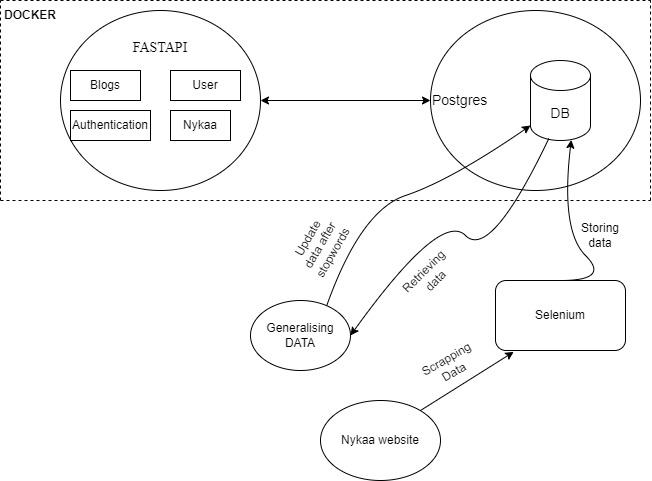 DOCKER
FASTAPI
Blogs
User
Authentication
Nykaa
Postgres
DB
Update
data after
stopwords
Retrieving
data
Storing
data
Generalising
DATA
Selenium
Scrapping
Data
Nykaa website